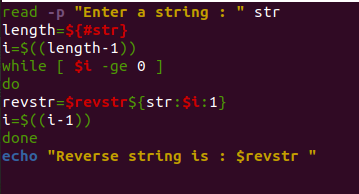 read -p "Enter a string : " str
length=${#str}
i=$((length-1))
while [ $i -ge 0 ]
do
revstr=$revstr${str:$i:1}
i=$((i-1))
done
echo "Reverse string is : $revstr "